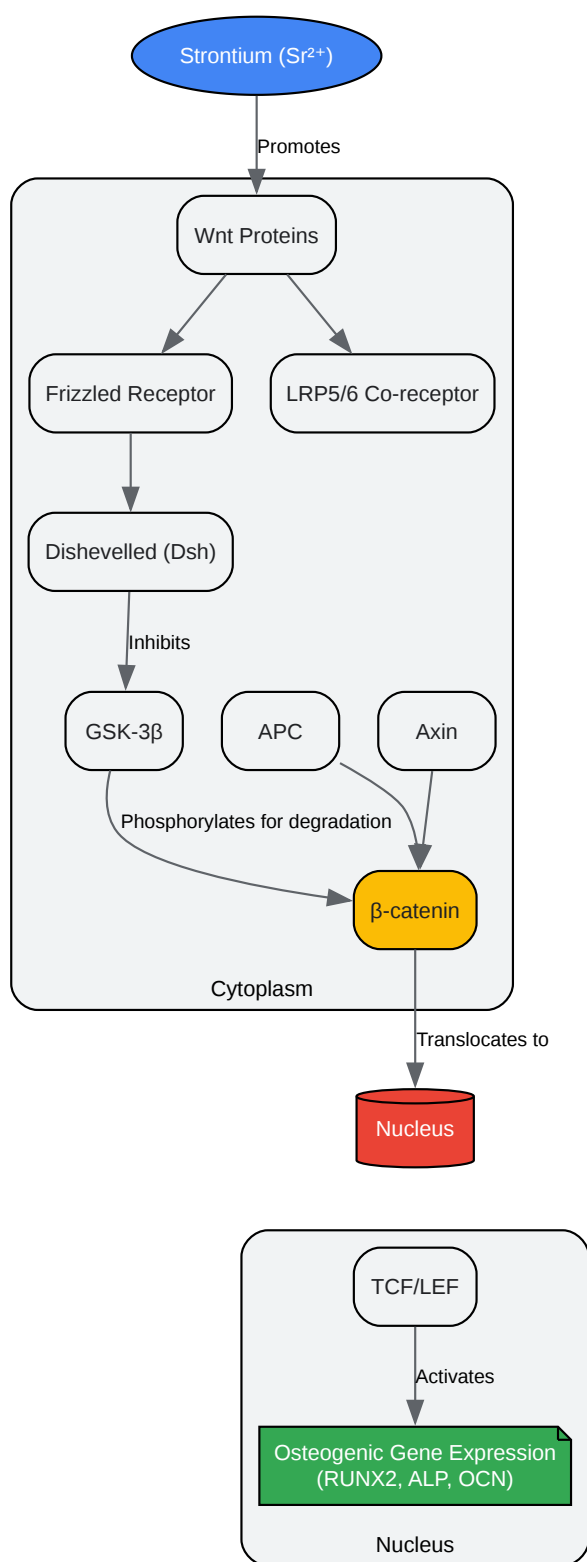 Strontium (Sr²⁺)
Promotes
Wnt Proteins
Frizzled Receptor
LRP5/6 Co-receptor
Dishevelled (Dsh)
Inhibits
GSK-3β
APC
Axin
Phosphorylates for degradation
β-catenin
Cytoplasm
Translocates to
Nucleus
TCF/LEF
Activates
Osteogenic Gene Expression
(RUNX2, ALP, OCN)
Nucleus